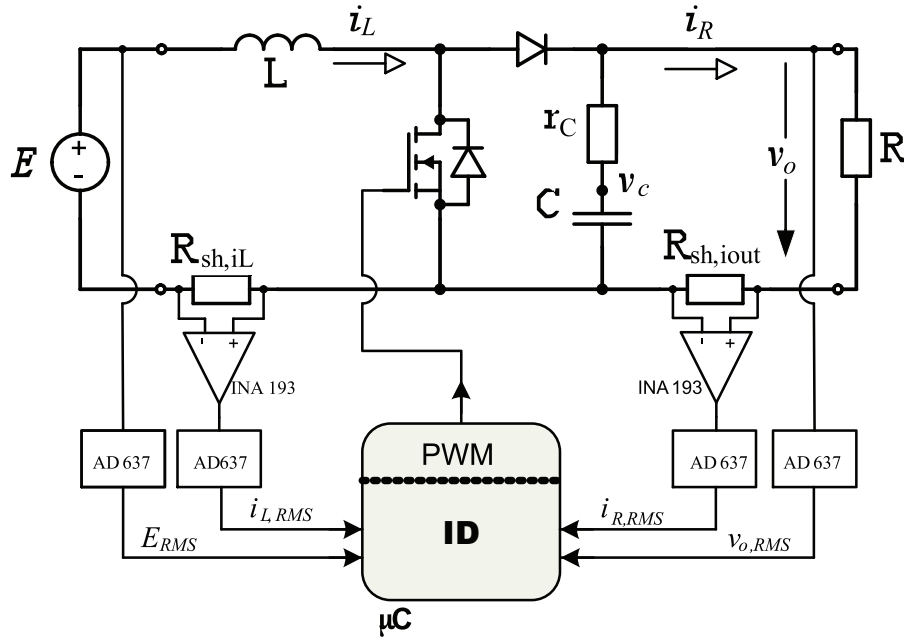 i_L
i_R
L
r_C
E
+
-
v_c
v_o
R
C
R_sh,iL
R_sh,iout
- +
- +
INA 193
INA 193
PWM
AD 637
AD637
AD 637
AD 637
i_L,RMS
i_R,RMS
ID
E_RMS
v_o,RMS
μC